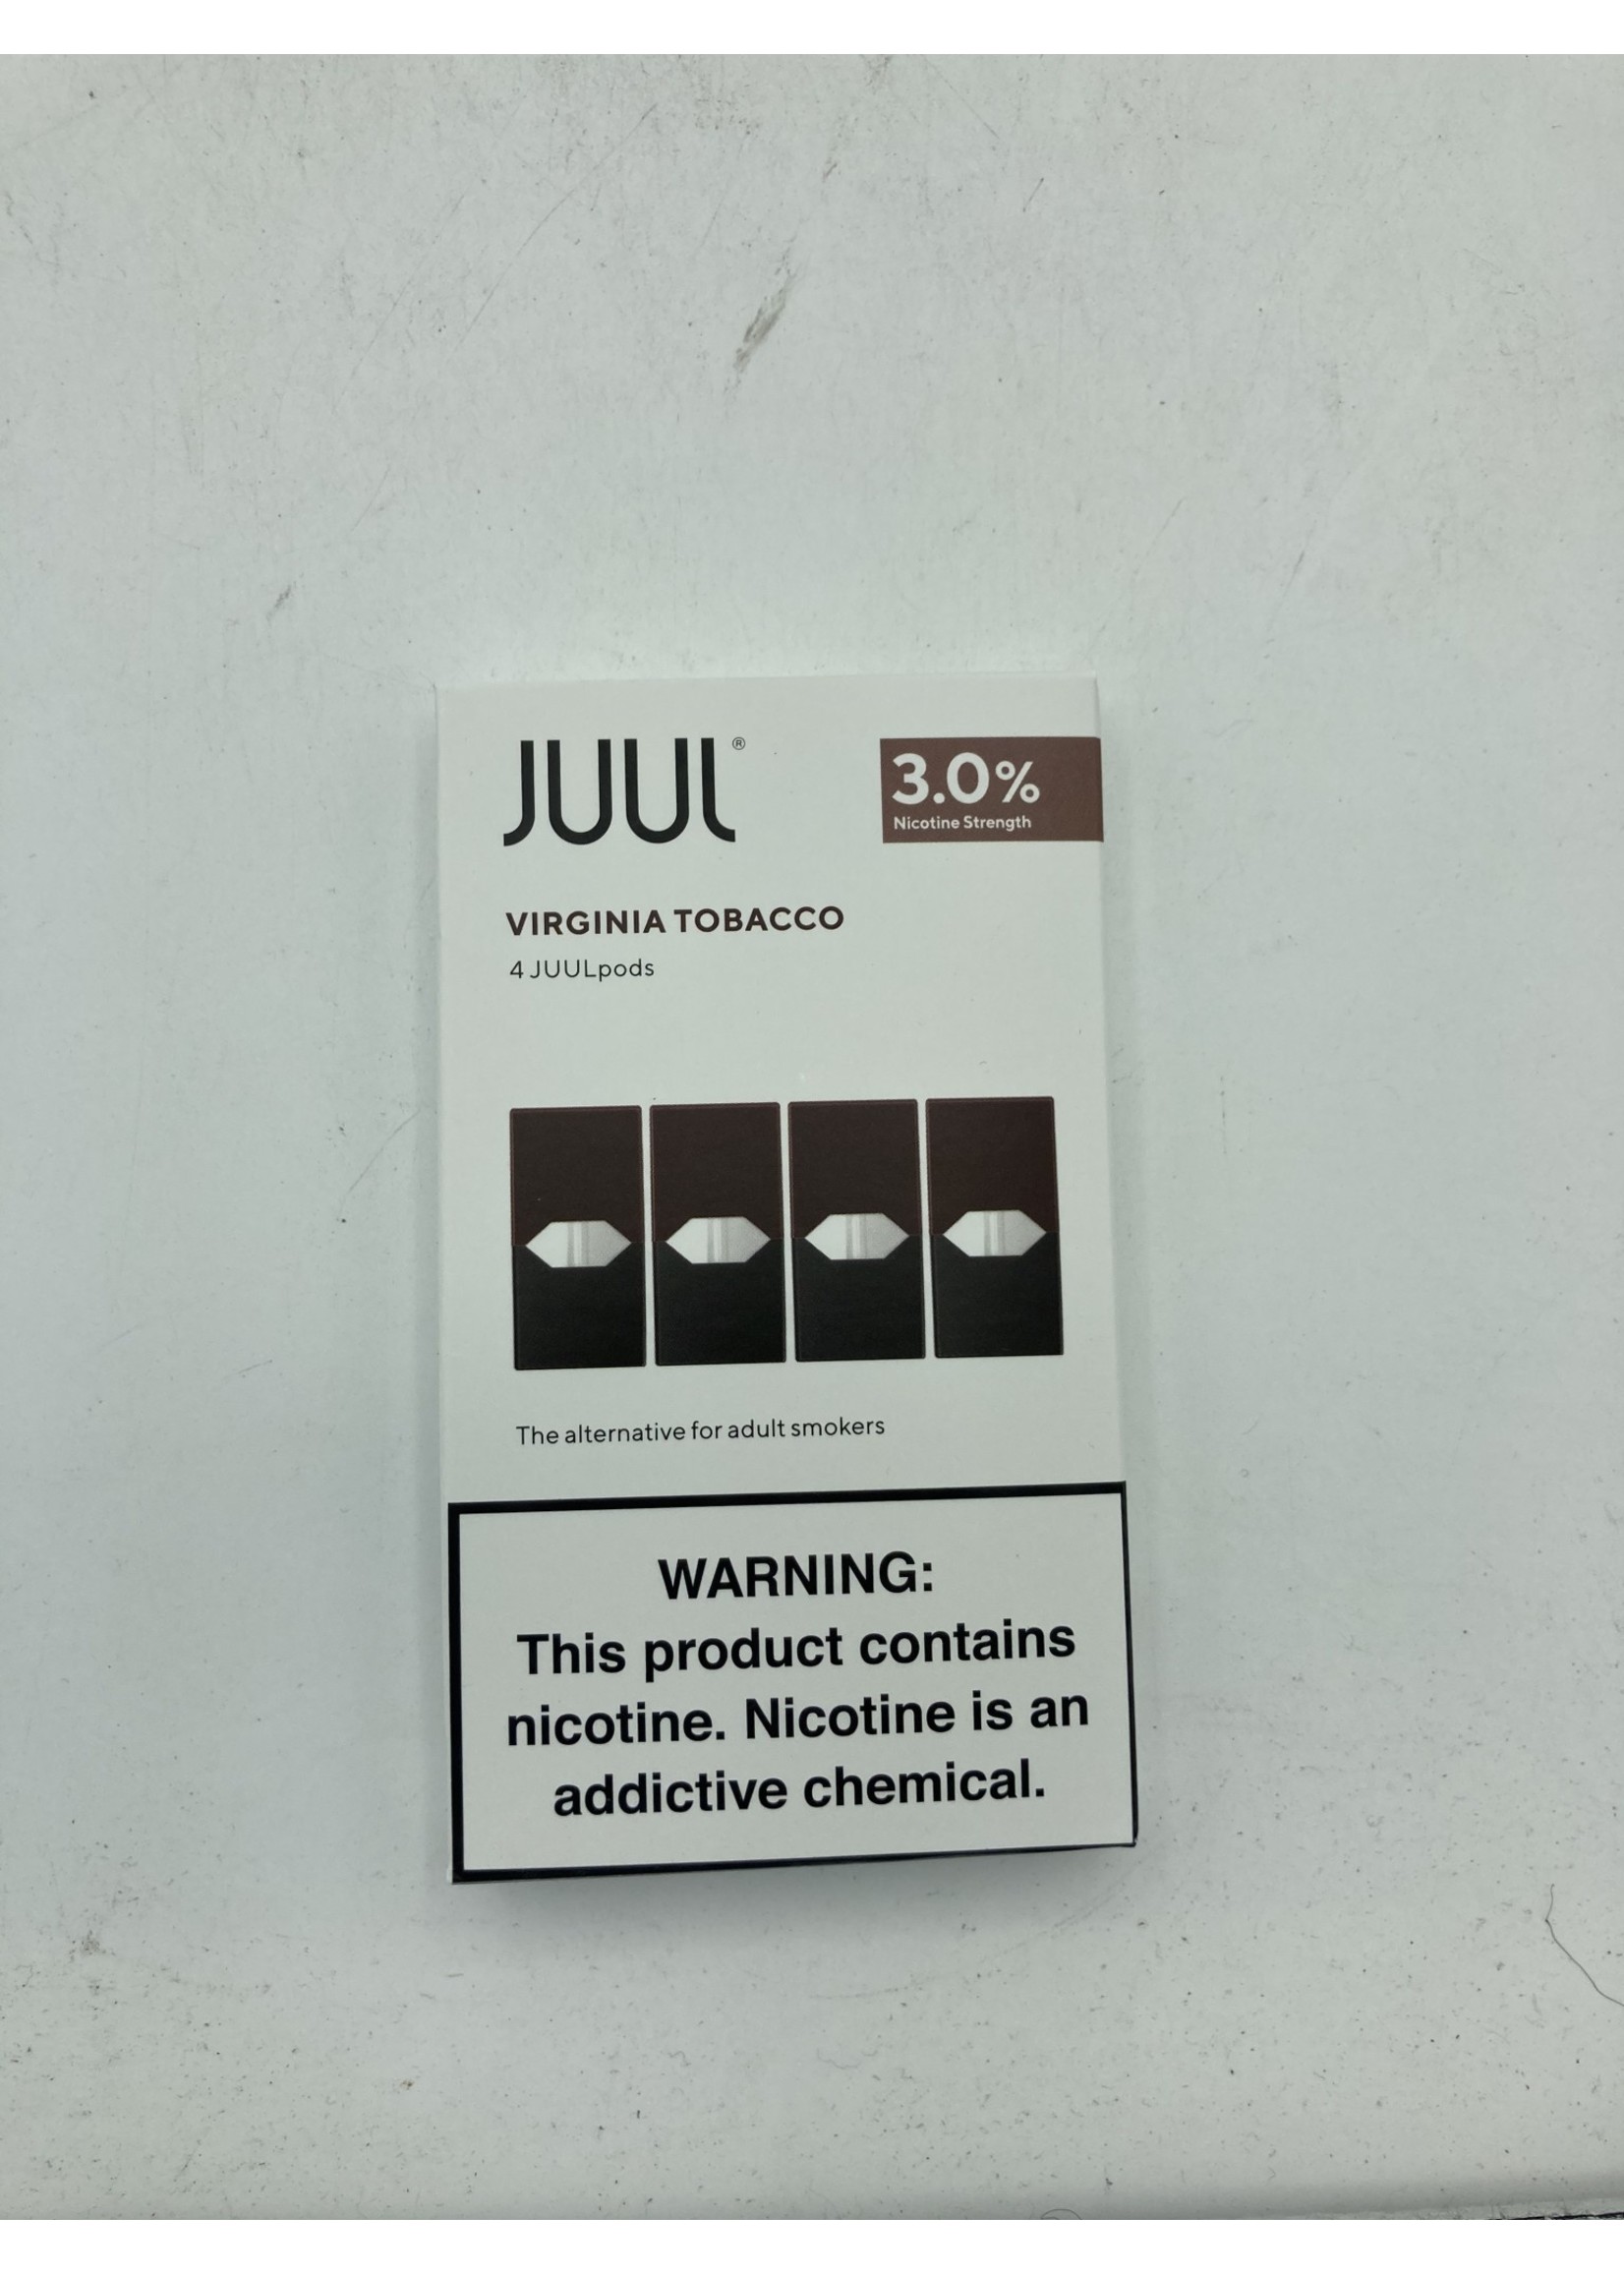 JUUL®
3.0%
Nicotine Strength
VIRGINIA TOBACCO
4 JUULpods
The alternative for adult smokers
WARNING:
This product contains
nicotine. Nicotine is an
addictive chemical.